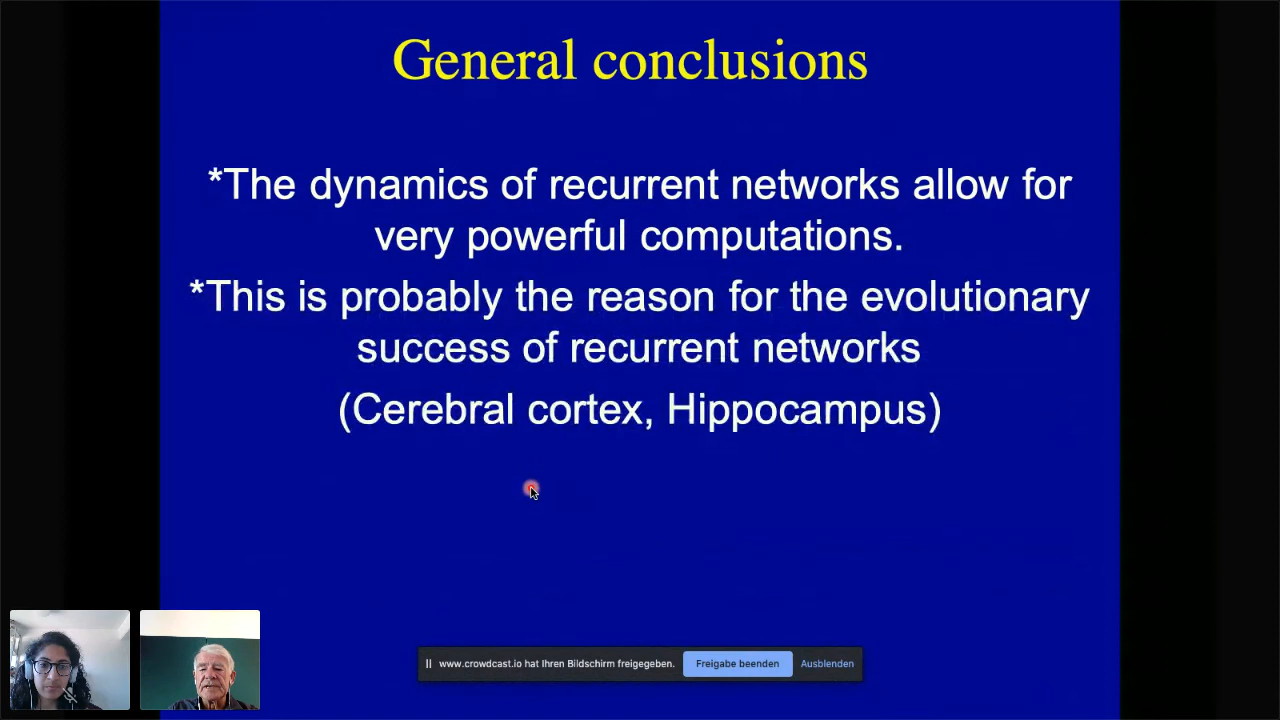 General conclusions
*The dynamics of recurrent networks allow for
very powerful computations.
*This is probably the reason for the evolutionary
success of recurrent networks
(Cerebral cortex, Hippocampus)
www.crowdcast.io hat Ihren Bildschirm freigegeben. Freigabe beenden Ausblenden